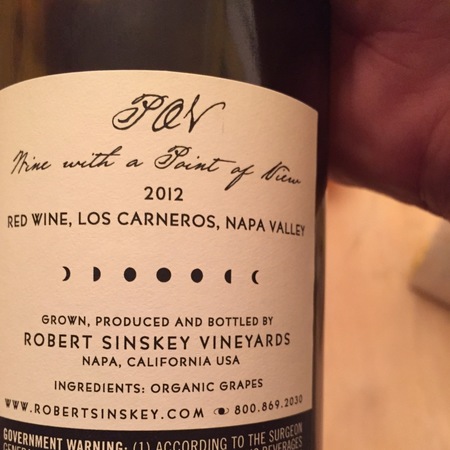 POV
Wine with a Point of View
2012
RED WINE, LOS CARNEROS, NAPA VALLEY
GROWN, PRODUCED AND BOTTLED BY
ROBERT SINSKEY VINEYARDS
NAPA, CALIFORNIA USA
INGREDIENTS: ORGANIC GRAPES
WWW.ROBERTSINSKEY.COM 800.869.2030
GOVERNMENT WARNING: (1) ACCORDING TO THE SURGEON
BEVERAGES